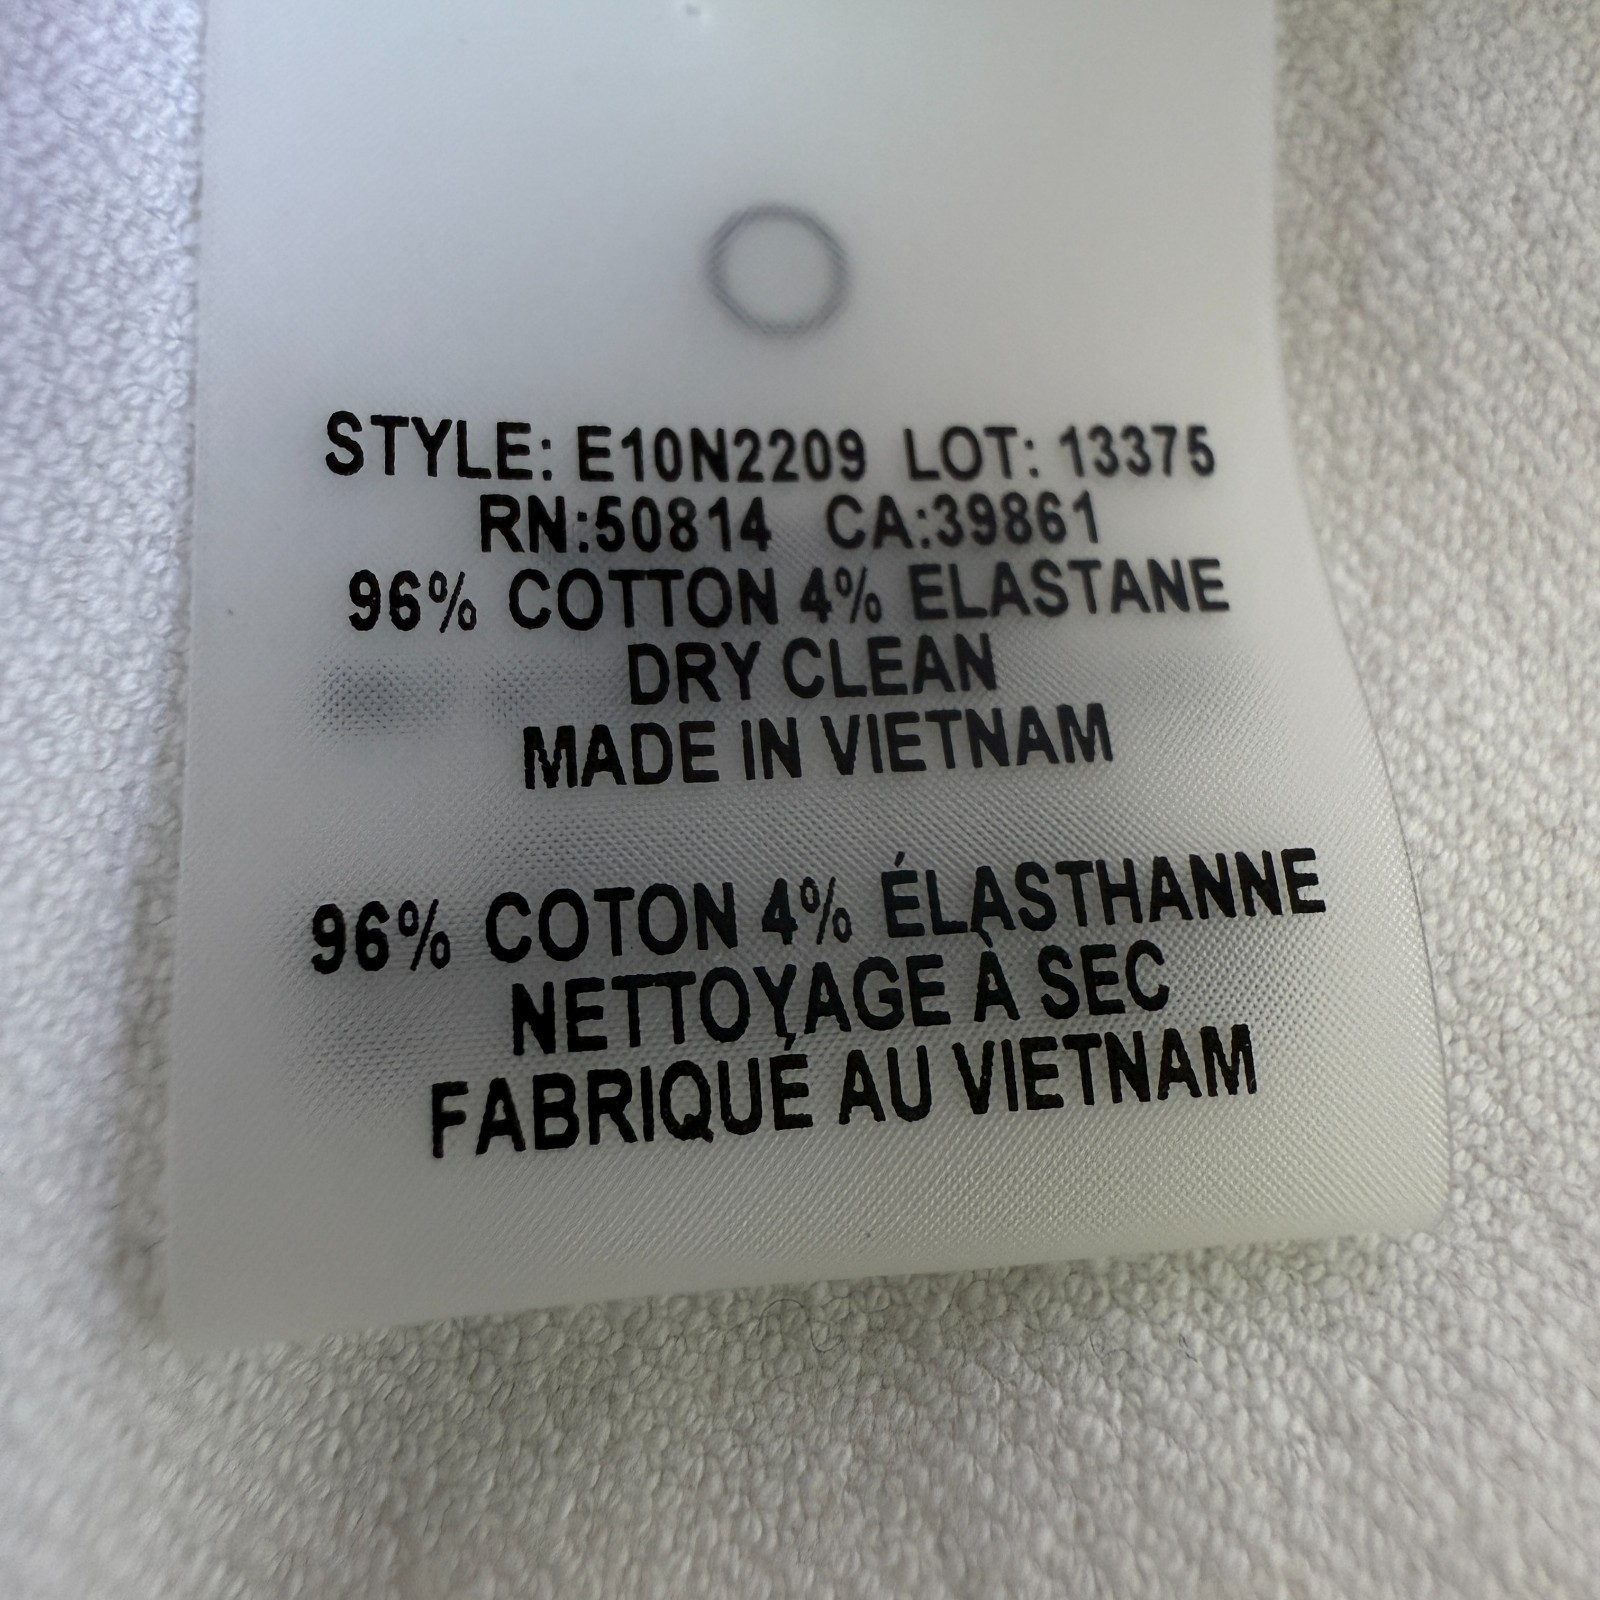 STYLE: E10N2209 LOT: 13375
RN:50814 CA:39861
96% COTTON 4% ELASTANE
DRY CLEAN
MADE IN VIETNAM
96% COTON 4% ÉLASTHANNE
NETTOYAGE À SEC
FABRIQUÉ AU VIETNAM